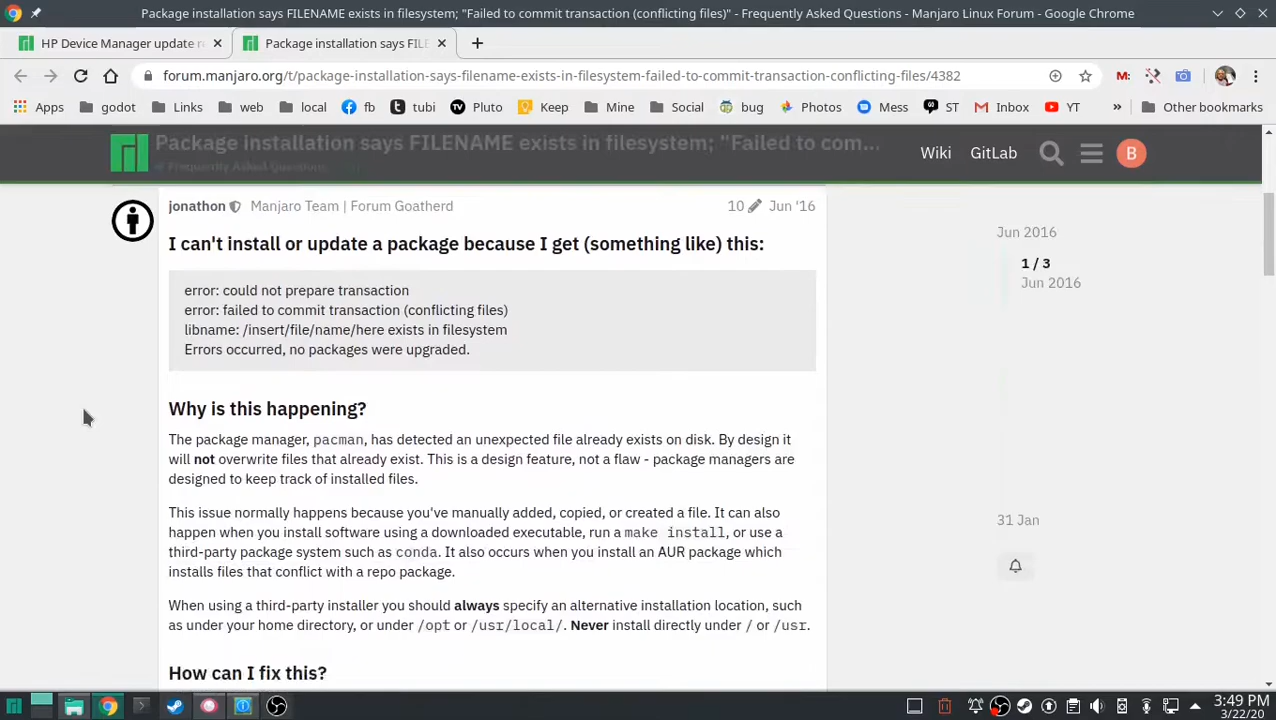 Package installation says FILENAME exists in filesystem; "Failed to commit transaction (conflicting files)" - Frequently Asked Questions - Manjaro Linux Forum - Google Chrome
HP Device Manager update re
Package installation says FILE
forum.manjaro.org/t/package-installation-says-filename-exists-in-filesystem-failed-to-commit-transaction-conflicting-files/4382
M:
Apps godot Links web local fb tubi Pluto Keep Mine Social bug Photos Mess ST Inbox YT » Other bookmarks
Package installation says FILENAME exists in filesystem; "Failed to com...
Frequently Asked Questions
Wiki GitLab B
jonathon Manjaro Team | Forum Goatherd 10 Jun '16
I can't install or update a package because I get (something like) this:
error: could not prepare transaction
error: failed to commit transaction (conflicting files)
libname: /insert/file/name/here exists in filesystem
Errors occurred, no packages were upgraded.
Why is this happening?
The package manager, pacman, has detected an unexpected file already exists on disk. By design it
will not overwrite files that already exist. This is a design feature, not a flaw - package managers are
designed to keep track of installed files.
This issue normally happens because you've manually added, copied, or created a file. It can also
happen when you install software using a downloaded executable, run a make install, or use a
third-party package system such as conda. It also occurs when you install an AUR package which
installs files that conflict with a repo package.
When using a third-party installer you should always specify an alternative installation location, such
as under your home directory, or under /opt or /usr/local/. Never install directly under / or /usr.
How can I fix this?
Jun 2016
1 / 3
Jun 2016
31 Jan
3:49 PM
3/22/20